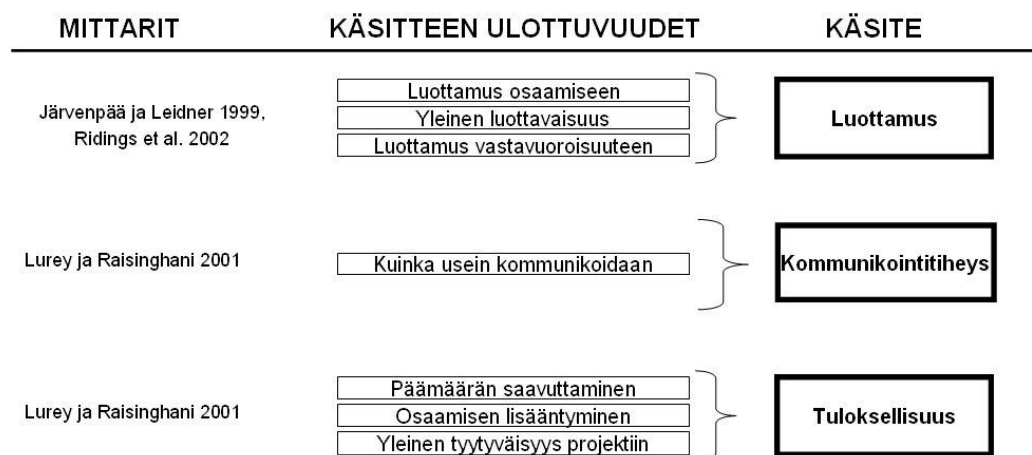 MITTARIT KÄSITTEEN ULOTTUVUUDET KÄSITE
Järvenpää ja Leidner 1999,
Ridings et al. 2002
Luottamus osaamiseen
Yleinen luottavaisuus
Luottamus vastavuoroisuuteen
Luottamus
Lurey ja Raisinghani 2001
Kuinka usein kommunikoidaan
Kommunikointitiheys
Lurey ja Raisinghani 2001
Päämäärän saavuttaminen
Osaamisen lisääntyminen
Yleinen tyytyväisyys projektiin
Tuloksellisuus